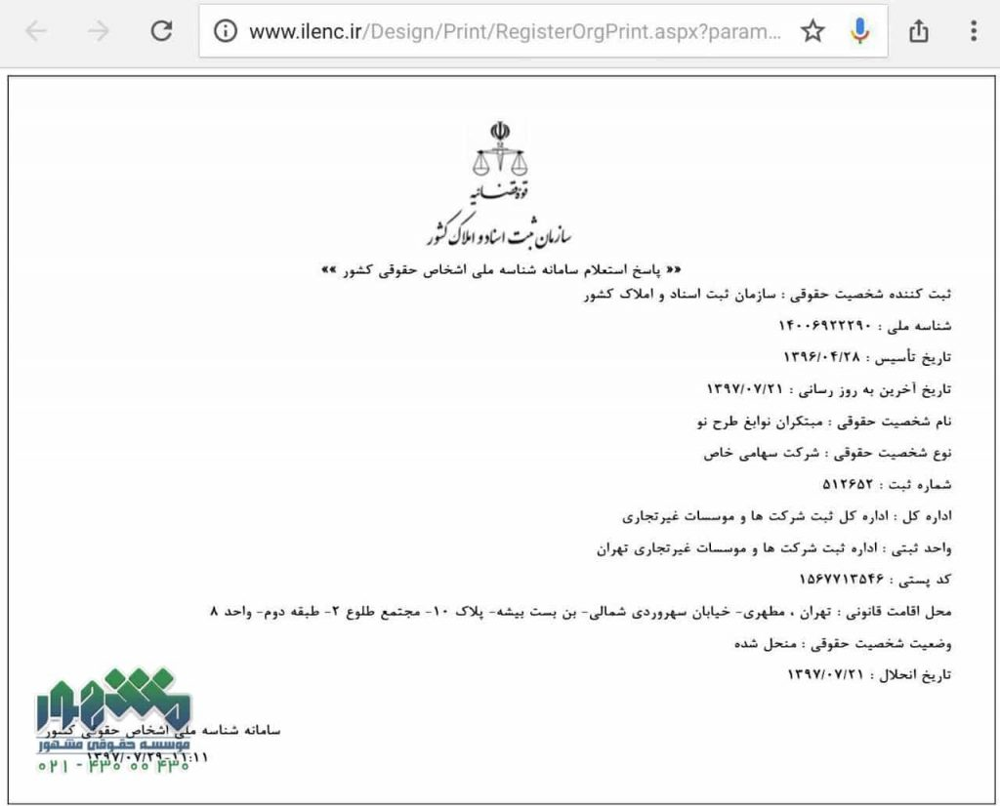 www.ilenc.ir/Design/Print/RegisterOrgPrint.aspx?param...
قوه قضائیه
سازمان ثبت اسناد و املاک کشور
«« پاسخ استعلام سامانه شناسه ملی اشخاص حقوقی کشور »»
ثبت کننده شخصیت حقوقی : سازمان ثبت اسناد و املاک کشور
شناسه ملی : ۱۴۰۰۶۹۲۲۲۹۰
تاریخ تأسیس : ۱۳۹۶/۰۴/۲۸
تاریخ آخرین به روز رسانی : ۱۳۹۷/۰۷/۲۱
نام شخصیت حقوقی : مبتکران نوابغ طرح نو
نوع شخصیت حقوقی : شرکت سهامی خاص
شماره ثبت : ۵۱۲۶۵۲
اداره کل : اداره کل ثبت شرکت ها و موسسات غیرتجاری
واحد ثبتی : اداره ثبت شرکت ها و موسسات غیرتجاری تهران
کد پستی : ۱۵۶۷۷۱۳۵۴۶
محل اقامت قانونی : تهران ، مطهری- خیابان سهروردی شمالی- بن بست بیشه- پلاک ۱۰- مجتمع طلوع ۲- طبقه دوم- واحد ۸
وضعیت شخصیت حقوقی : منحل شده
تاریخ انحلال : ۱۳۹۷/۰۷/۲۱
مشهور
سامانه شناسه ملی اشخاص حقوقی کشور
موسسه حقوقی مشهور
۱۳۹۷/۰۷/۲۹-۱۱:۱۱
۰۲۱ - ۴۳۰ ۰۰ ۴۳۰